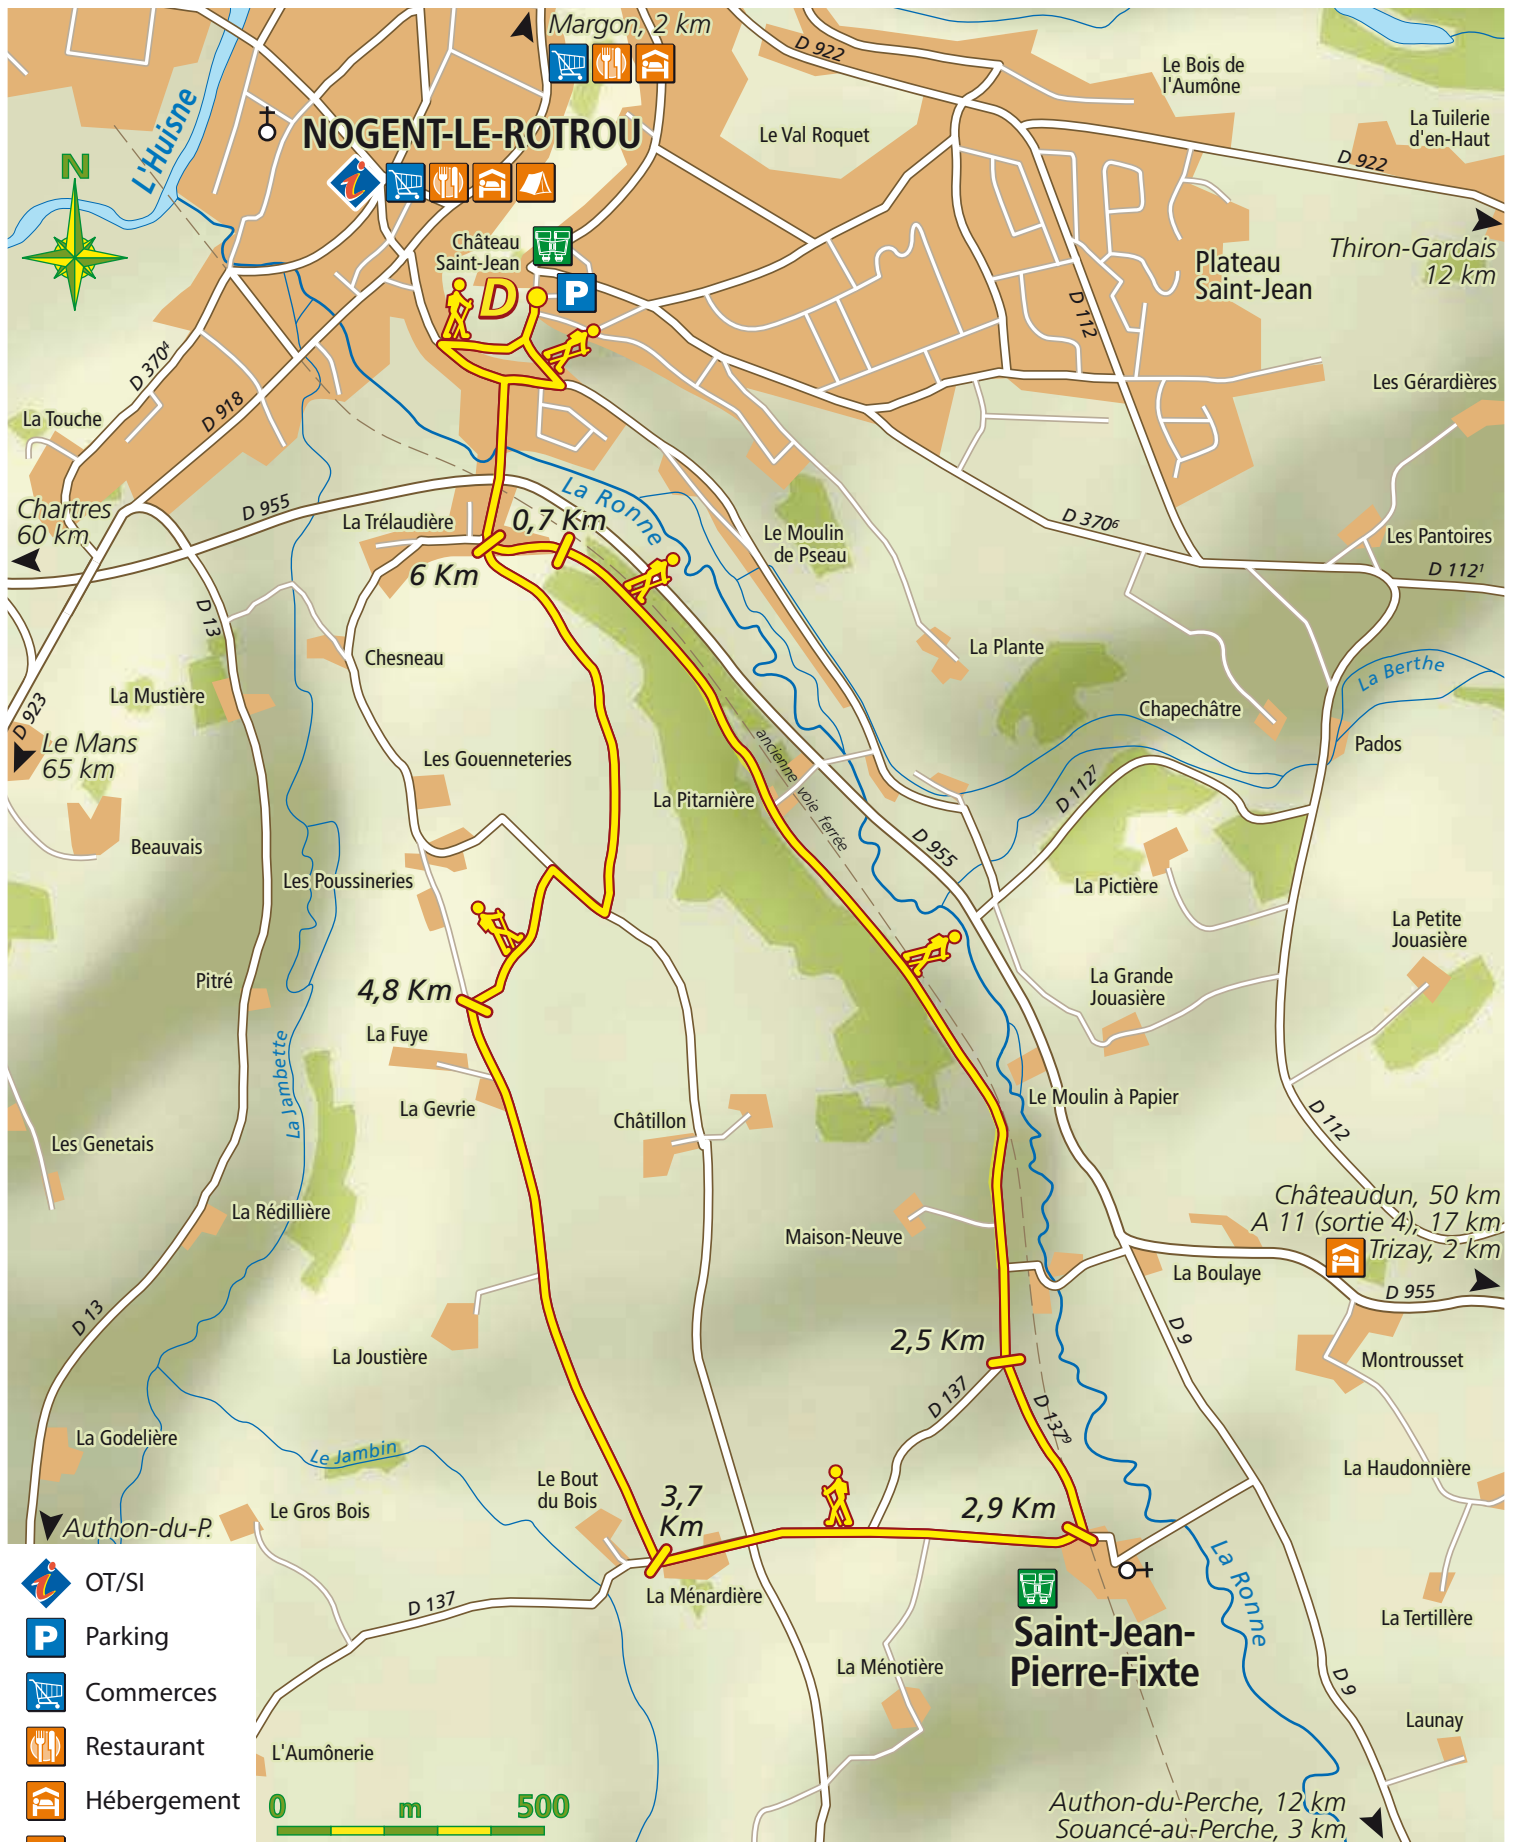 Margon, 2 km
D 922
Le Bois de
l'Aumône
La Tuilerie
d'en-Haut
L'Huisne
NOGENT-LE-ROTROU
Le Val Roquet
D 922
N
i
Château
Saint-Jean
D
P
Plateau
Saint-Jean
Thiron-Gardais
12 km
D 112
D 370⁴
D 918
La Touche
Les Gérardières
Chartres
60 km
D 955
La Trélaudière
0,7 Km
La Ronne
Le Moulin
de Pseau
D 370⁶
Les Pantoires
D 112¹
6 Km
D 13
Chesneau
La Plante
La Berthe
La Mustière
D 923
Chapechâtre
Pados
Le Mans
65 km
Les Gouenneteries
La Pitarnière
ancienne voie ferrée
D 112⁷
D 955
Beauvais
Les Poussineries
La Pictière
La Petite
Jouasière
Pitré
4,8 Km
La Grande
Jouasière
La Fuye
La Jambette
La Gevrie
Châtillon
Le Moulin à Papier
D 112
Les Genetais
La Rédillière
Maison-Neuve
Châteaudun, 50 km
A 11 (sortie 4), 17 km
Trizay, 2 km
La Boulaye
D 955
D 13
La Joustière
2,5 Km
D 9
Montrousset
D 137
D 137⁹
La Godelière
Le Jambin
Le Bout
du Bois
La Haudonnière
3,7
Km
2,9 Km
Le Gros Bois
Authon-du-P.
i
OT/SI
La Ronne
D 137
La Ménardière
Saint-Jean-
Pierre-Fixte
La Tertillère
P
Parking
La Ménotière
D 9
Commerces
Launay
Restaurant
L'Aumônerie
Hébergement
0 m 500
Authon-du-Perche, 12 km
Souancé-au-Perche, 3 km